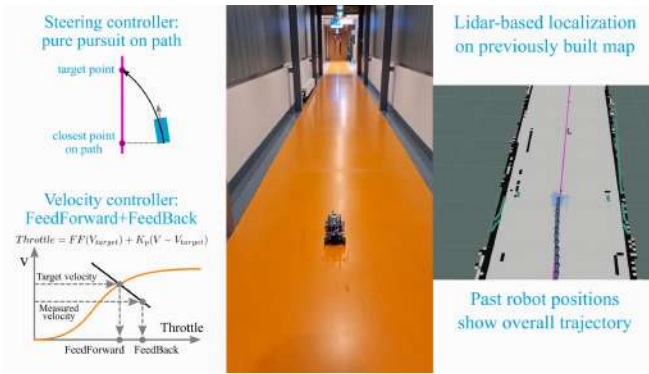 Steering controller:
pure pursuit on path
target point
closest point
on path
Velocity controller:
FeedForward+FeedBack
Throttle = FF(V_target) + K_p(V - V_target)
V
Target velocity
Measured
velocity
Throttle
FeedForward
FeedBack
Lidar-based localization
on previously built map
L
Past robot positions
show overall trajectory